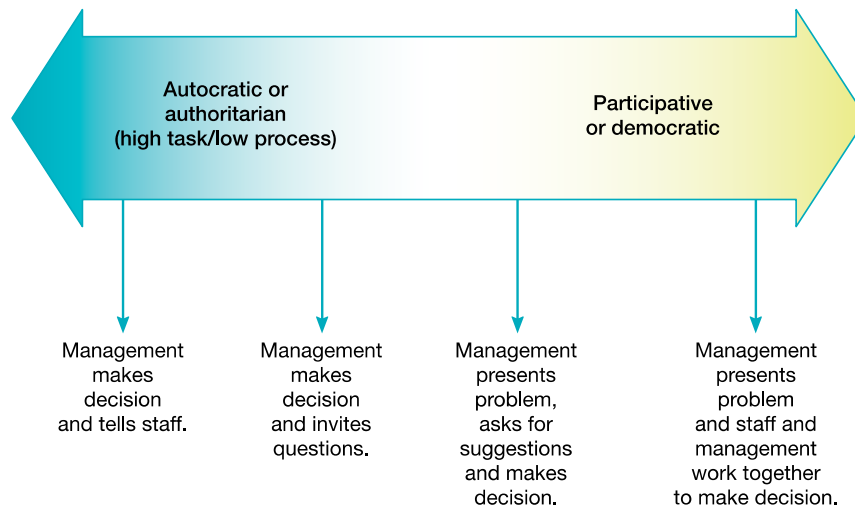 Autocratic or
authoritarian
(high task/low process)
Participative
or democratic
Management
makes
decision
and tells staff.
Management
makes
decision
and invites
questions.
Management
presents
problem,
asks for
suggestions
and makes
decision.
Management
presents
problem
and staff and
management
work together
to make decision.